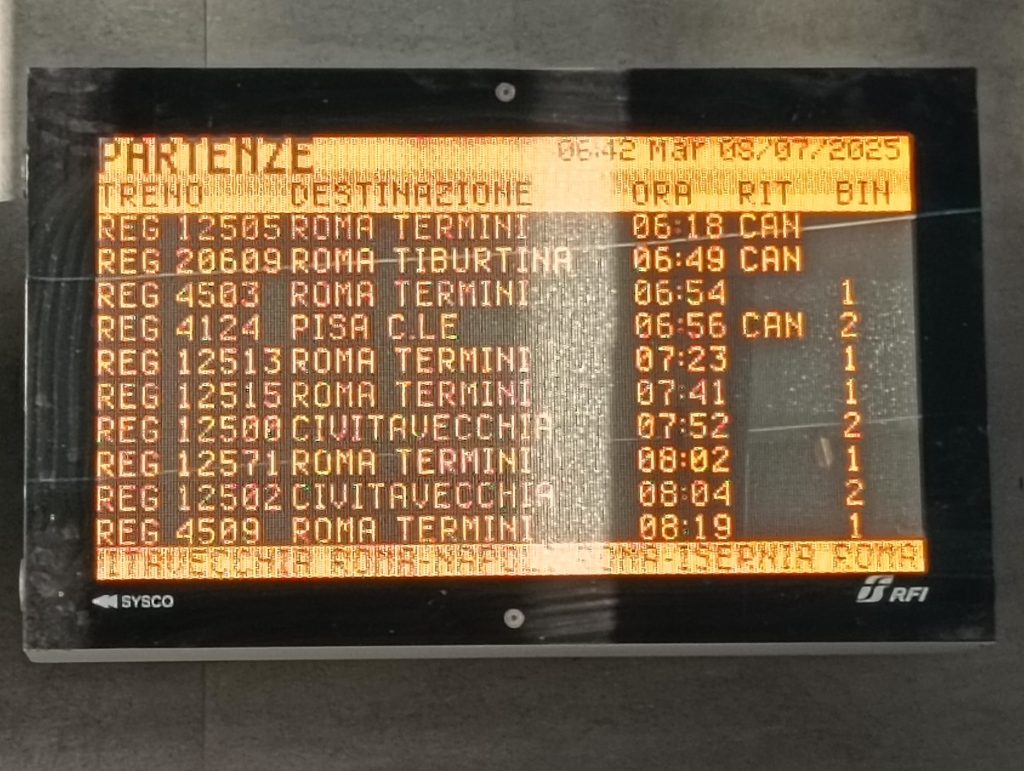 PARTENZE 06:42 Mar 08/07/2025
TRENO DESTINAZIONE ORA RIT BIN
REG 12505 ROMA TERMINI 06:18 CAN
REG 20609 ROMA TIBURTINA 06:49 CAN
REG 4503 ROMA TERMINI 06:54 1
REG 4124 PISA C.LE 06:56 CAN 2
REG 12513 ROMA TERMINI 07:23 1
REG 12515 ROMA TERMINI 07:41 1
REG 12500 CIVITAVECCHIA 07:52 2
REG 12571 ROMA TERMINI 08:02 1
REG 12502 CIVITAVECCHIA 08:04 2
REG 4509 ROMA TERMINI 08:19 1
ITAVECCHIA ROMA-NAPOL OMA-ISERNIA ROMA
SYSCO RFI